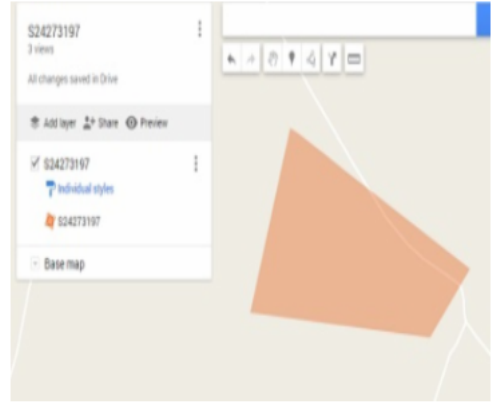 S24273197
3 views
All changes saved in Drive
Add layer Share Preview
S24273197
Individual styles
S24273197
Base map